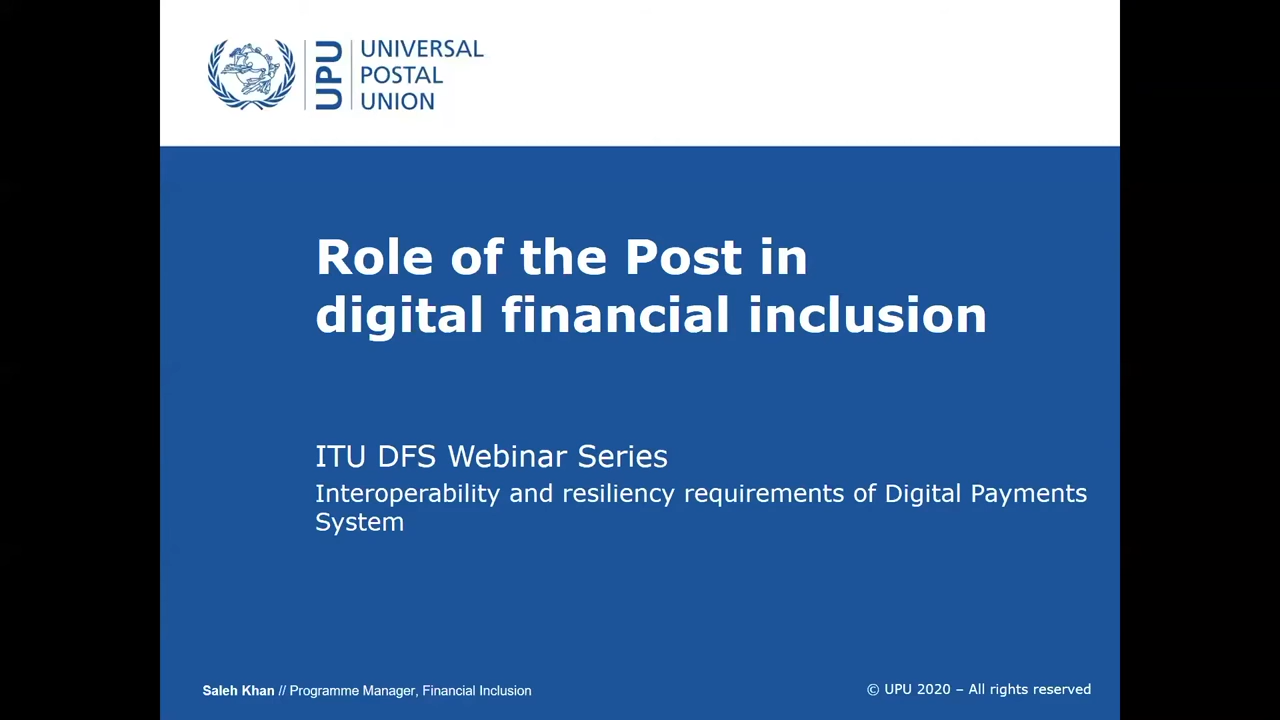 UPU
UNIVERSAL
POSTAL
UNION
Role of the Post in
digital financial inclusion
ITU DFS Webinar Series
Interoperability and resiliency requirements of Digital Payments
System
Saleh Khan // Programme Manager, Financial Inclusion
© UPU 2020 – All rights reserved